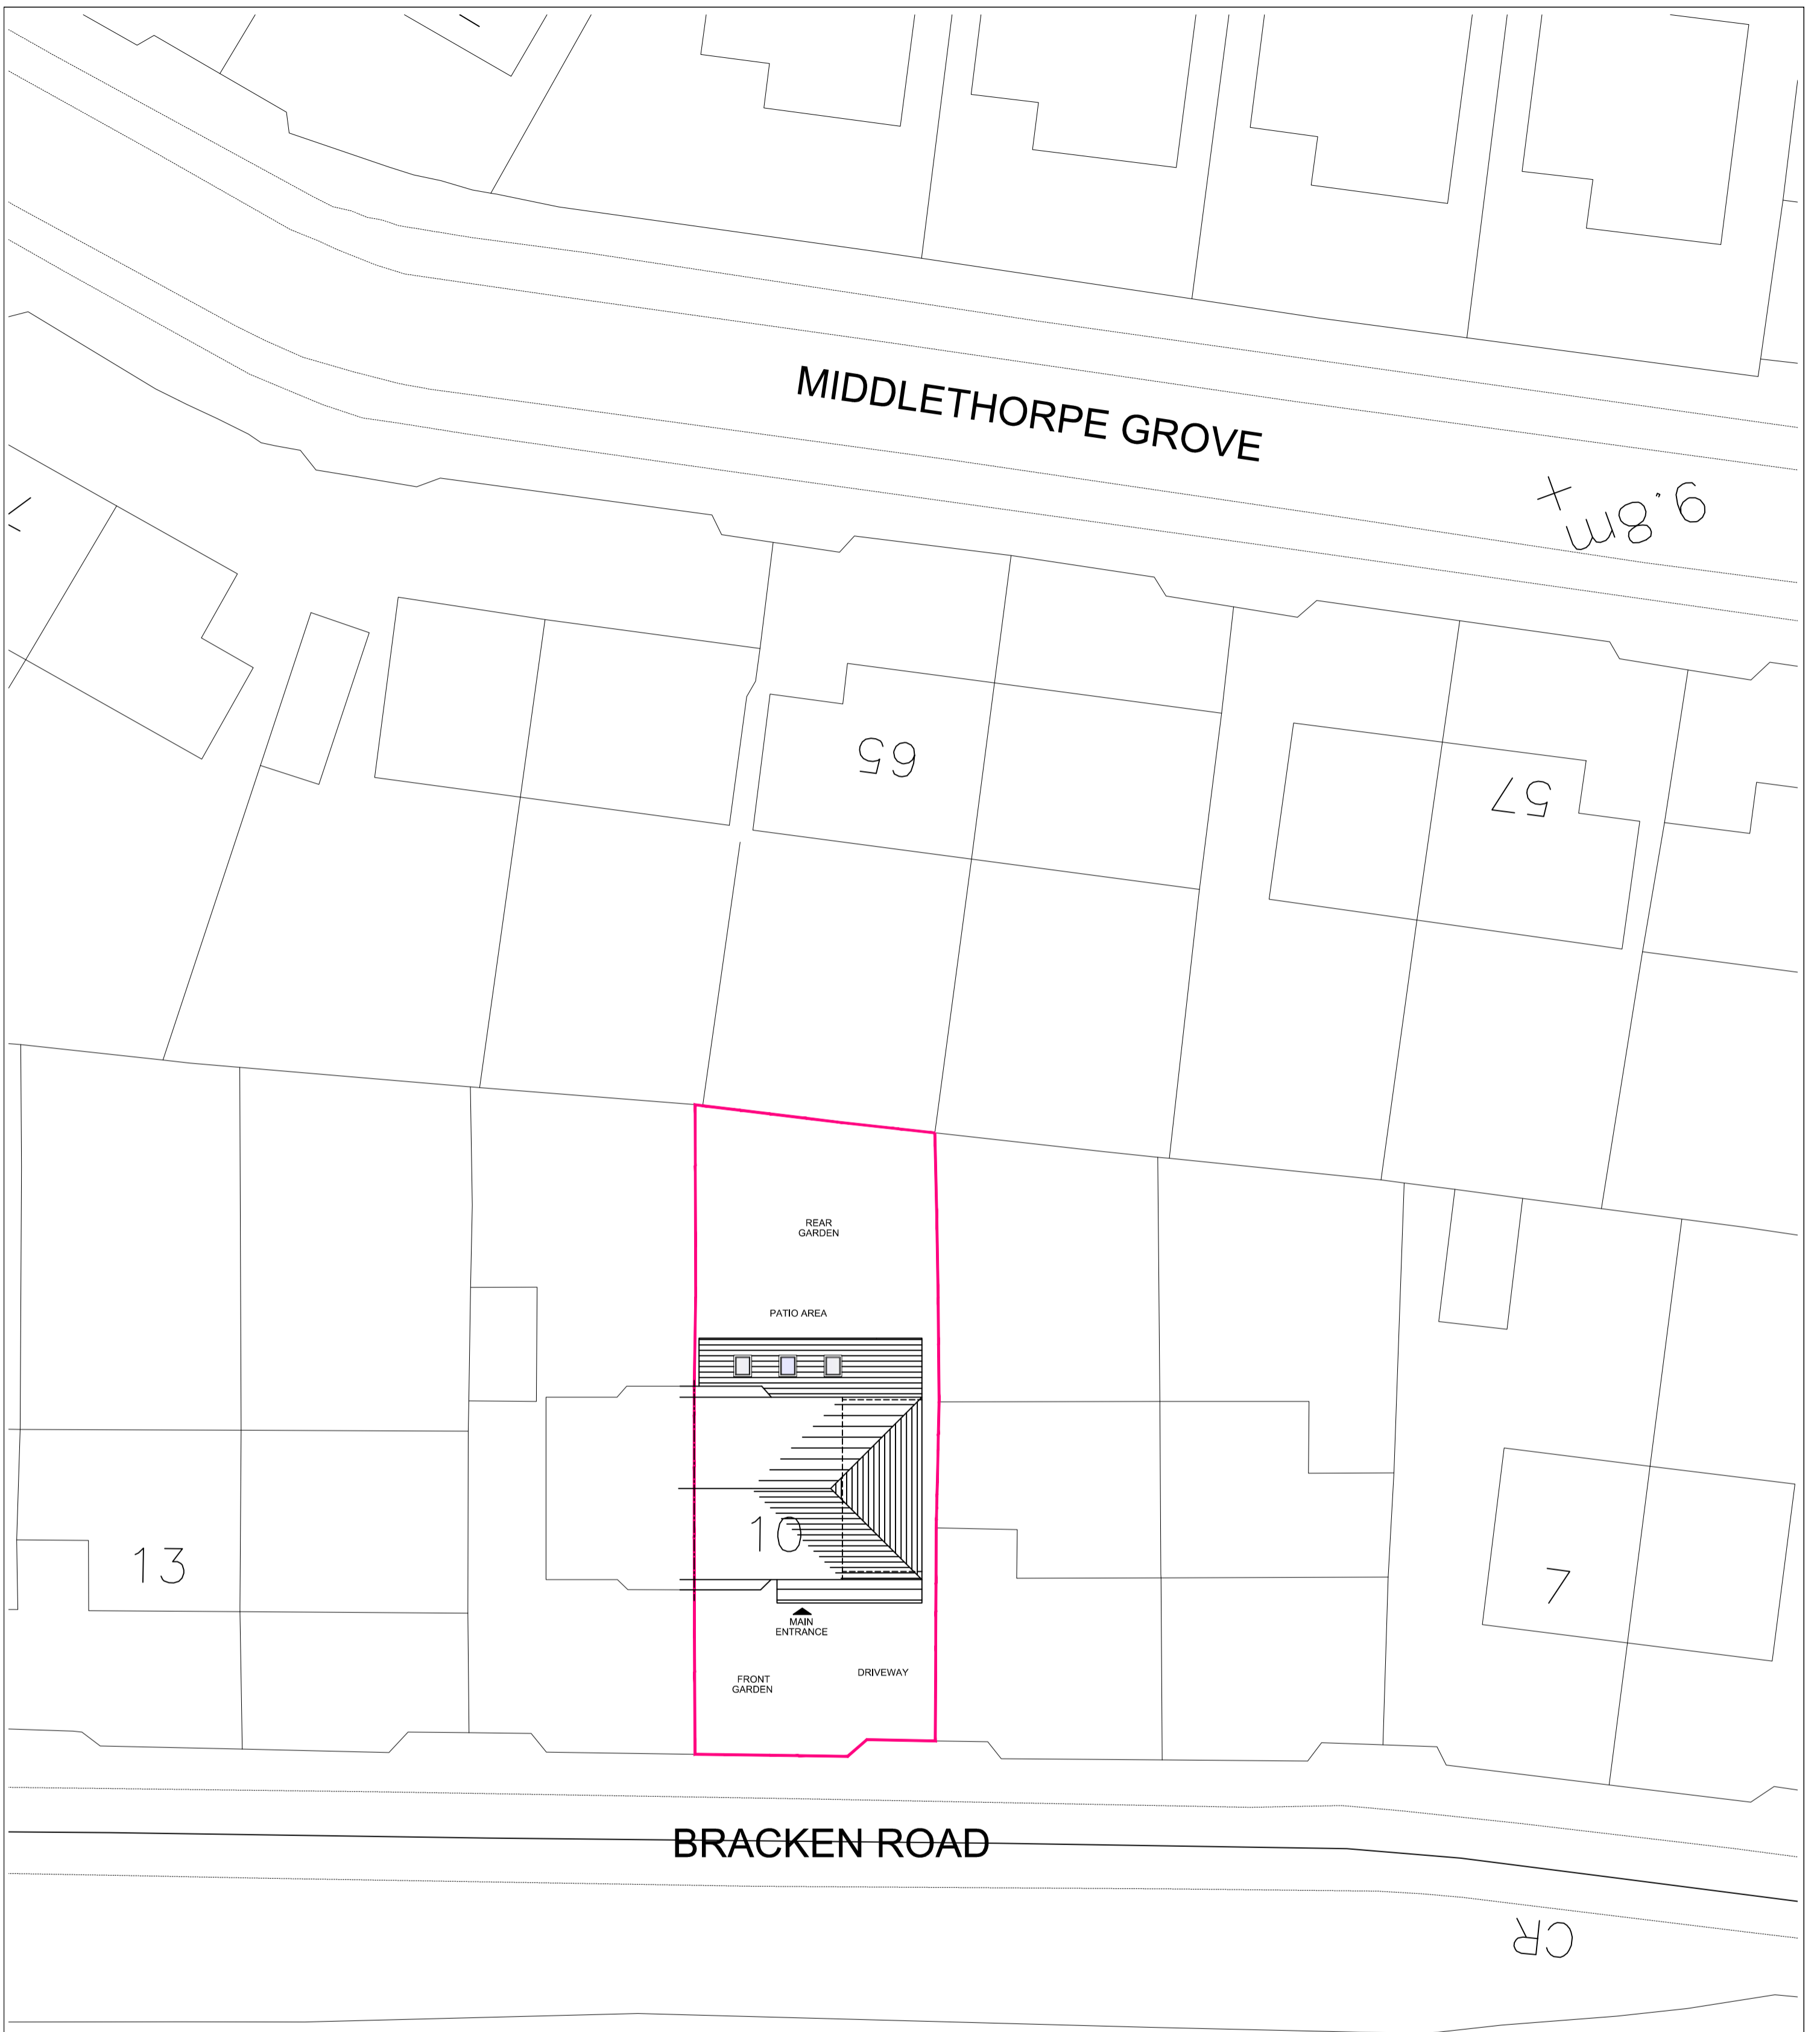 MIDDLETHORPE GROVE
9.8m
65
57
REAR
GARDEN
PATIO AREA
10
13
7
MAIN
ENTRANCE
FRONT
GARDEN
DRIVEWAY
BRACKEN ROAD
CR